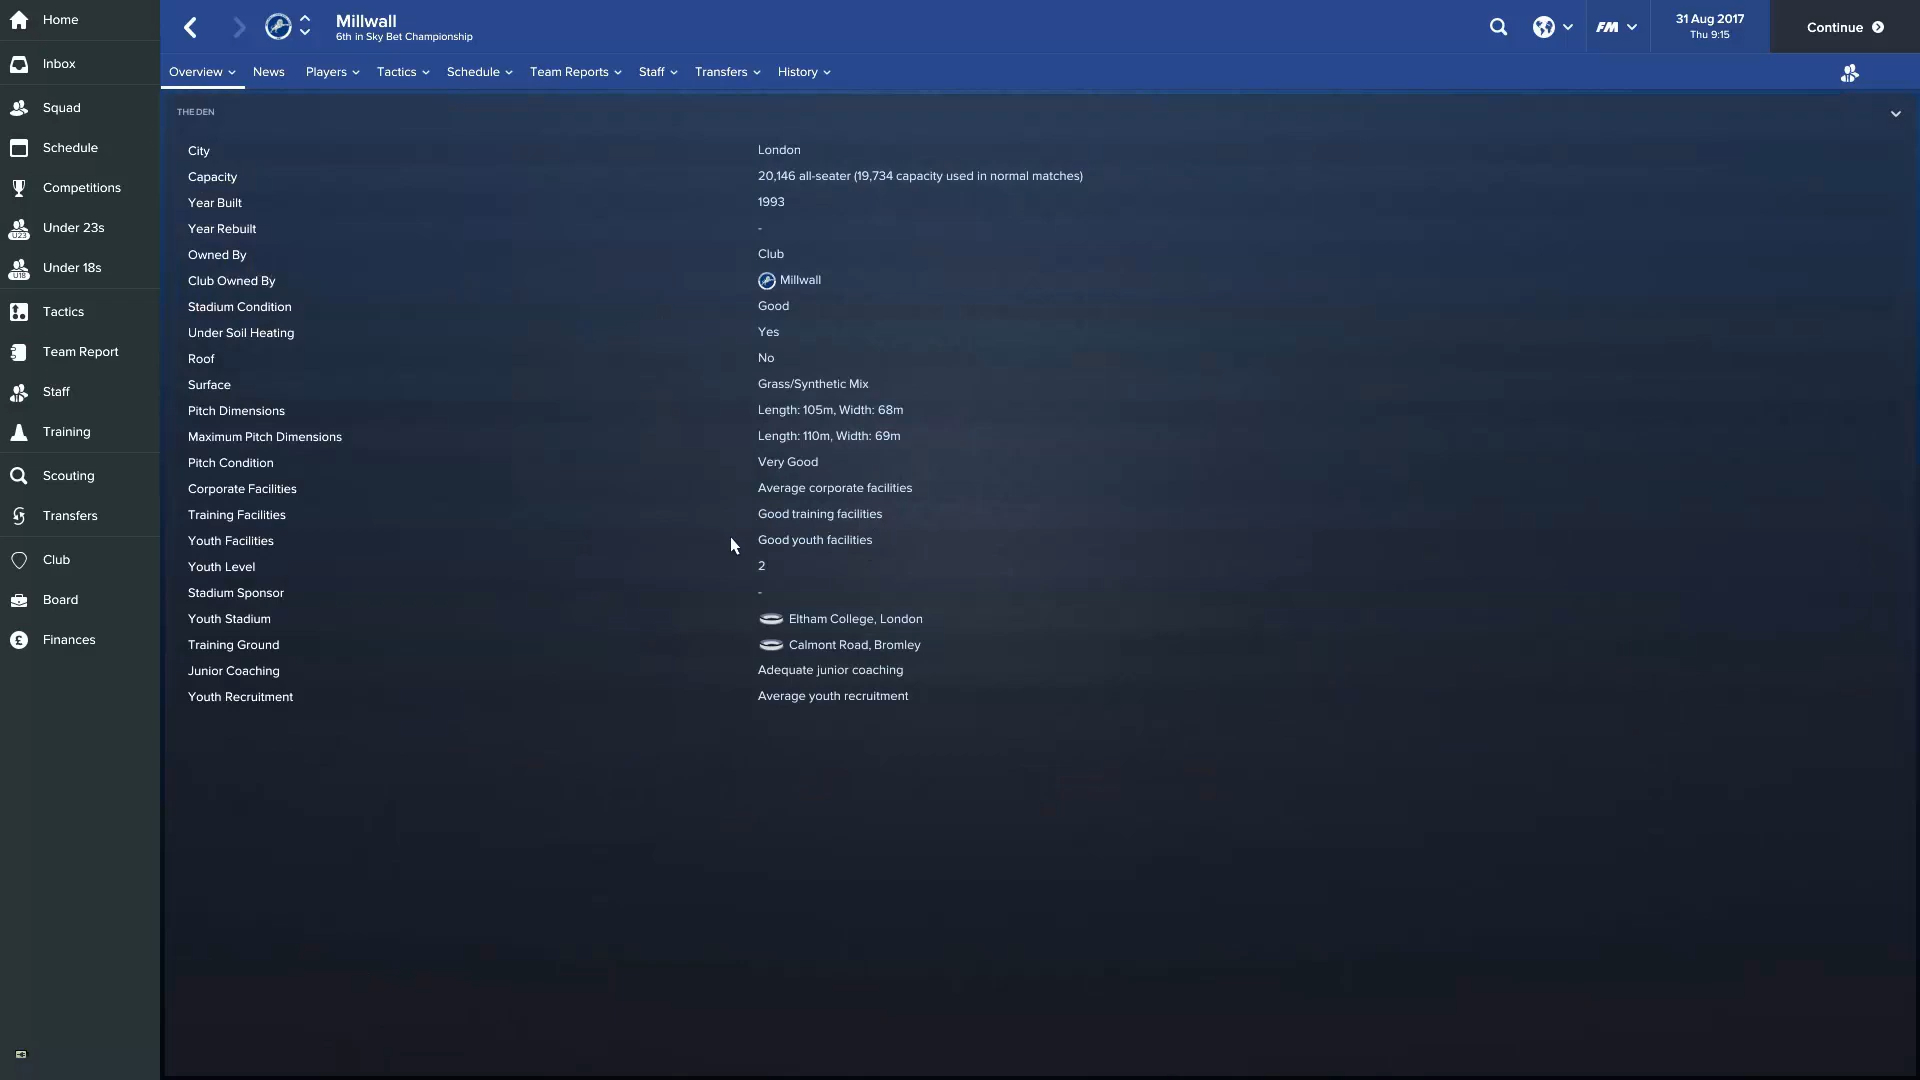 Home
Inbox
Squad
Schedule
Competitions
Under 23s
Under 18s
Tactics
Team Report
Staff
Training
Scouting
Transfers
Club
Board
Finances
Millwall
6th in Sky Bet Championship
FM
31 Aug 2017
Thu 9:15
Continue
Overview News Players Tactics Schedule Team Reports Staff Transfers History
THE DEN
City London
Capacity 20,146 all-seater (19,734 capacity used in normal matches)
Year Built 1993
Year Rebuilt -
Owned By Club
Club Owned By Millwall
Stadium Condition Good
Under Soil Heating Yes
Roof No
Surface Grass/Synthetic Mix
Pitch Dimensions Length: 105m, Width: 68m
Maximum Pitch Dimensions Length: 110m, Width: 69m
Pitch Condition Very Good
Corporate Facilities Average corporate facilities
Training Facilities Good training facilities
Youth Facilities Good youth facilities
Youth Level 2
Stadium Sponsor -
Youth Stadium Eltham College, London
Training Ground Calmont Road, Bromley
Junior Coaching Adequate junior coaching
Youth Recruitment Average youth recruitment